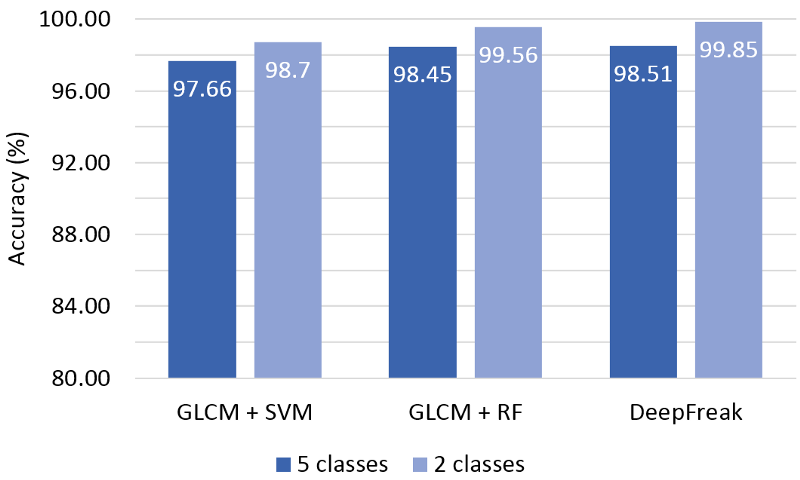 Accuracy (%)
100.00
96.00
92.00
88.00
84.00
80.00
97.66
98.7
98.45
99.56
98.51
99.85
GLCM + SVM
GLCM + RF
DeepFreak
5 classes
2 classes